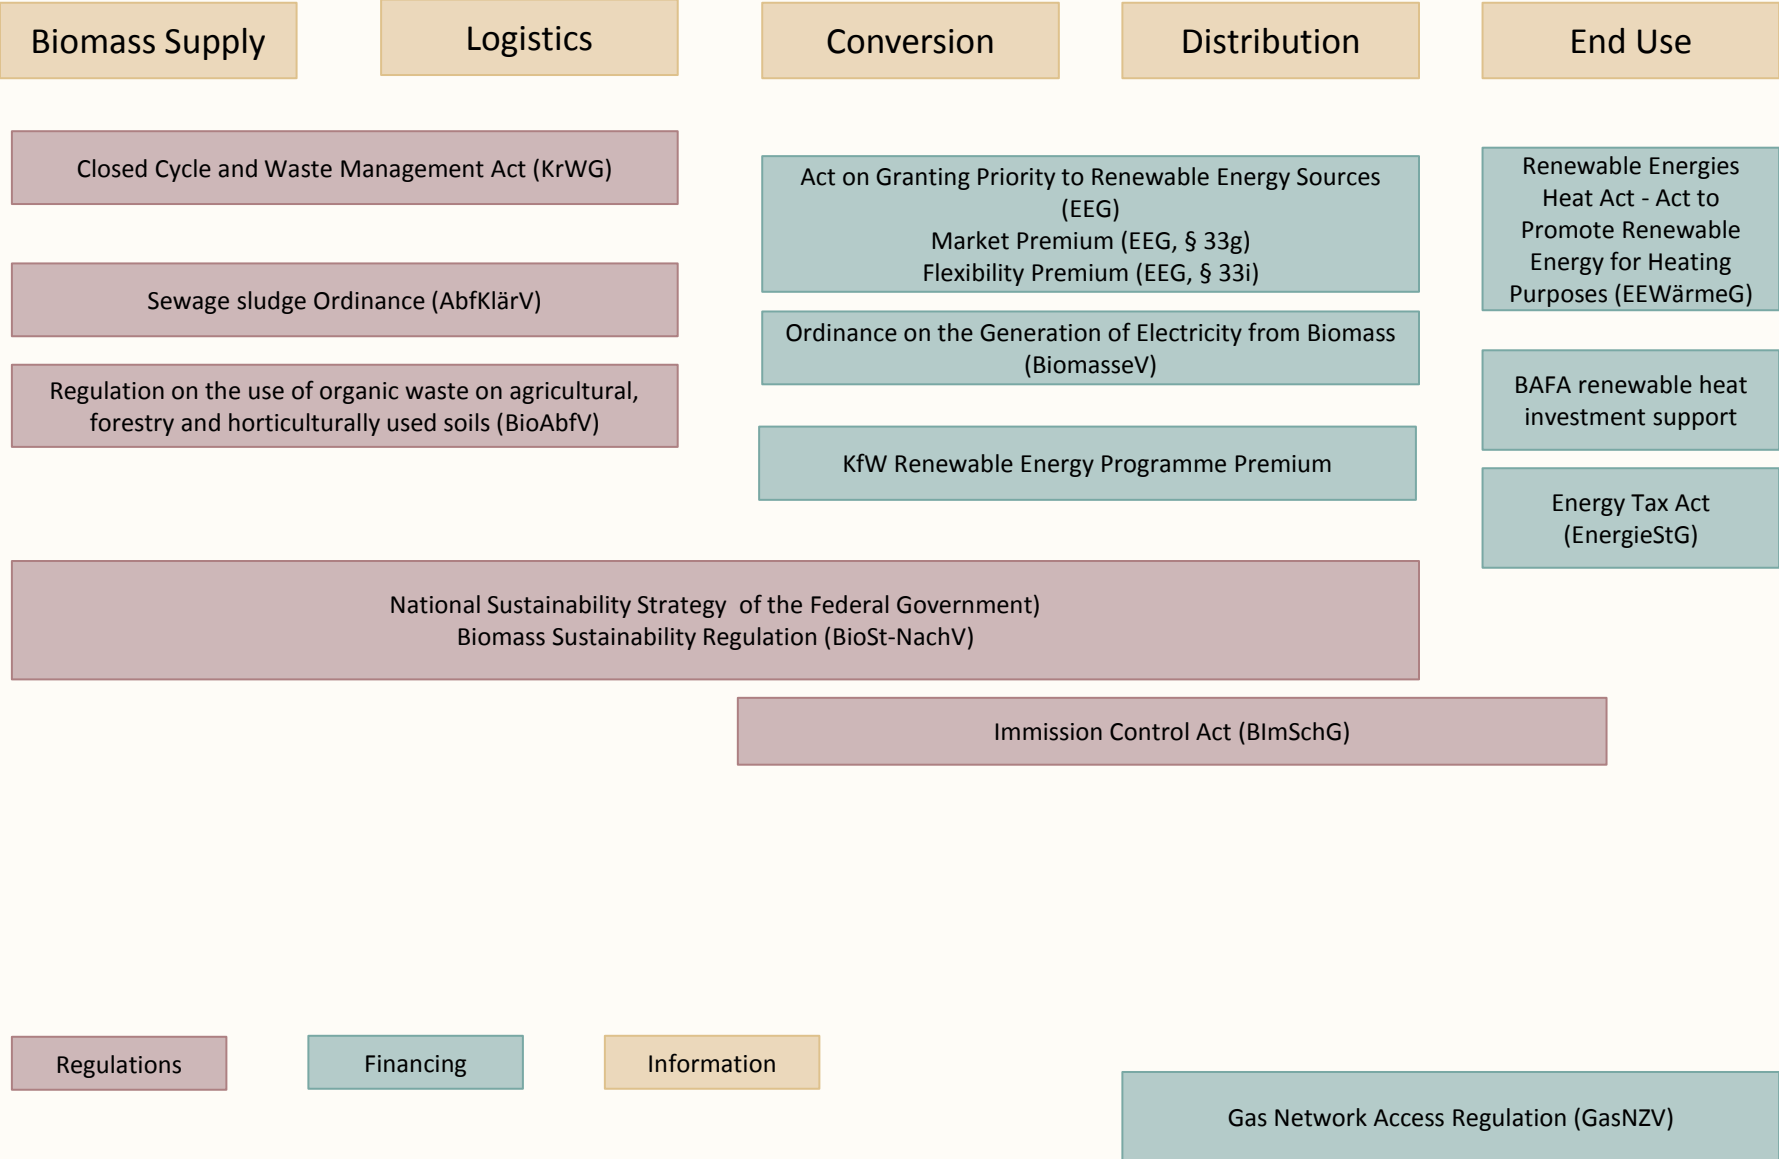 Biomass Supply
Logistics
Conversion
Distribution
End Use
Closed Cycle and Waste Management Act (KrWG)
Sewage sludge Ordinance (AbfKlärV)
Regulation on the use of organic waste on agricultural,
forestry and horticulturally used soils (BioAbfV)
Act on Granting Priority to Renewable Energy Sources
(EEG)
Market Premium (EEG, § 33g)
Flexibility Premium (EEG, § 33i)
Ordinance on the Generation of Electricity from Biomass
(BiomasseV)
KfW Renewable Energy Programme Premium
Renewable Energies
Heat Act - Act to
Promote Renewable
Energy for Heating
Purposes (EEWärmeG)
BAFA renewable heat
investment support
Energy Tax Act
(EnergieStG)
National Sustainability Strategy of the Federal Government)
Biomass Sustainability Regulation (BioSt-NachV)
Immission Control Act (BImSchG)
Regulations
Financing
Information
Gas Network Access Regulation (GasNZV)